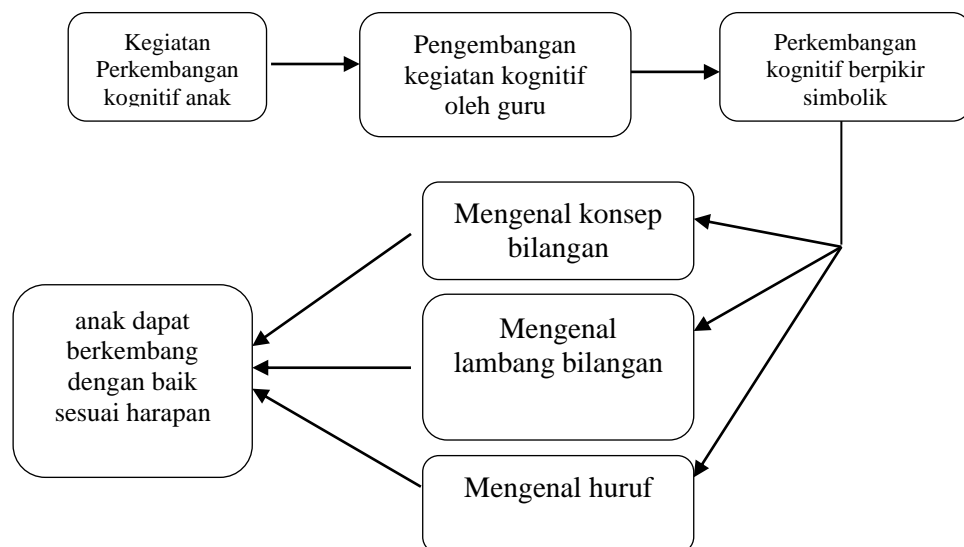 Kegiatan
Perkembangan
kognitif anak
Pengembangan
kegiatan kognitif
oleh guru
Perkembangan
kognitif berpikir
simbolik
Mengenal konsep
bilangan
anak dapat
berkembang
dengan baik
sesuai harapan
Mengenal
lambang bilangan
Mengenal huruf